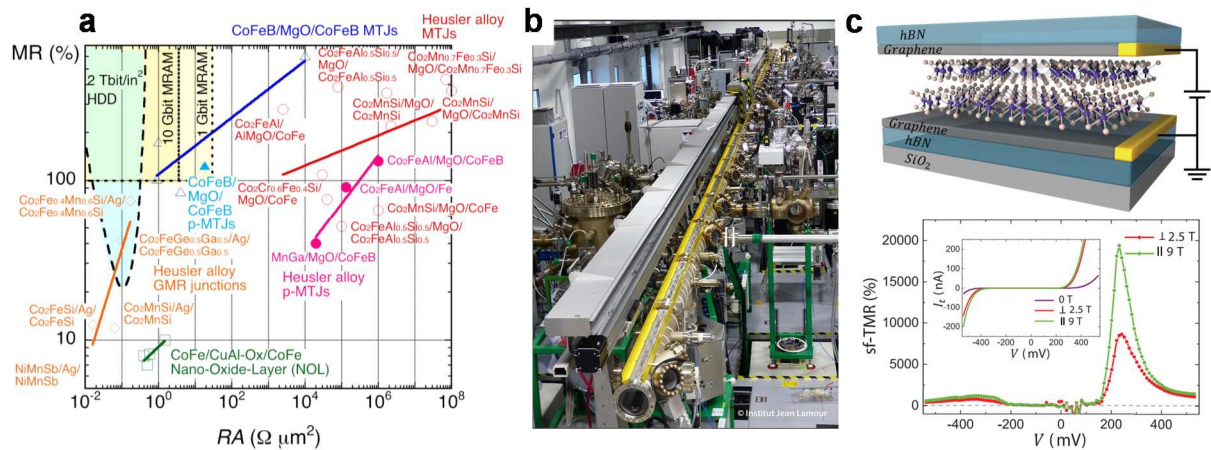 a
MR (%)
100
10
10⁻²
10⁰
10²
10⁴
10⁶
10⁸
RA (Ω μm²)
2 Tbit/in²
HDD
10 Gbit MRAM
1 Gbit MRAM
CoFeB/MgO/CoFeB MTJs
Heusler alloy
MTJs
Co₂FeAl₀.₅Si₀.₅/
MgO/
Co₂FeAl₀.₅Si₀.₅
Co₂Mn₀.₇Fe₀.₃Si/
MgO/Co₂Mn₀.₇Fe₀.₃Si
Co₂MnSi/MgO/
Co₂MnSi
Co₂MnSi/
MgO/Co₂MnSi
Co₂FeAl/
AlMgO/CoFe
Co₂FeAl/MgO/CoFeB
CoFeB/
MgO/
CoFeB
p-MTJs
Co₂Cr₀.₆Fe₀.₄Si/
MgO/CoFe
Co₂FeAl/MgO/Fe
Co₂MnSi/MgO/CoFe
Co₂FeAl₀.₅Si₀.₅/MgO/
Co₂FeAl₀.₅Si₀.₅
Co₂Fe₀.₄Mn₀.₆Si/Ag/
Co₂Fe₀.₄Mn₀.₆Si
Co₂FeGe₀.₅Ga₀.₅/Ag/
Co₂FeGe₀.₅Ga₀.₅
MnGa/MgO/CoFeB
Heusler alloy
GMR junctions
Heusler alloy
p-MTJs
Co₂FeSi/Ag/
Co₂FeSi
Co₂MnSi/Ag/
Co₂MnSi
CoFe/CuAl-Ox/CoFe
Nano-Oxide-Layer (NOL)
NiMnSb/Ag/
NiMnSb
b
© Institut Jean Lamour
c
hBN
Graphene
Graphene
hBN
SiO₂
sf-TMR (%)
20000
15000
10000
5000
0
-400
-200
0
200
400
V (mV)
⊥ 2.5 T
II 9 T
Iₜ (nA)
200
100
0
-100
-200
-400
-200
0
200
400
V (mV)
0 T
⊥ 2.5 T
II 9 T